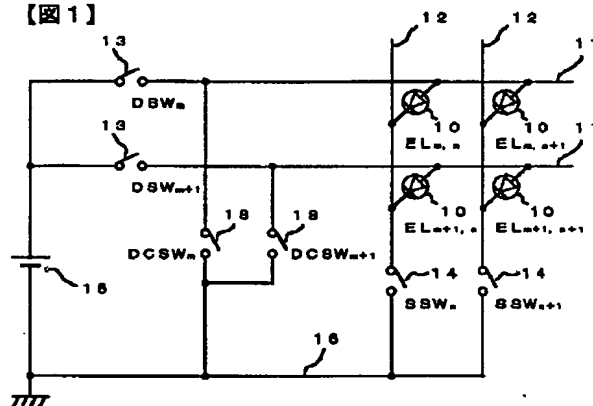 【図1】
12 12
13
11
DSWm
10 10
ELm, n ELm, n+1
13
11
DSWm+1
18 18
10 10
ELm+1, n ELm+1, n+1
DCSWm DCSWm+1
14 14
SSWn SSWn+1
15
16